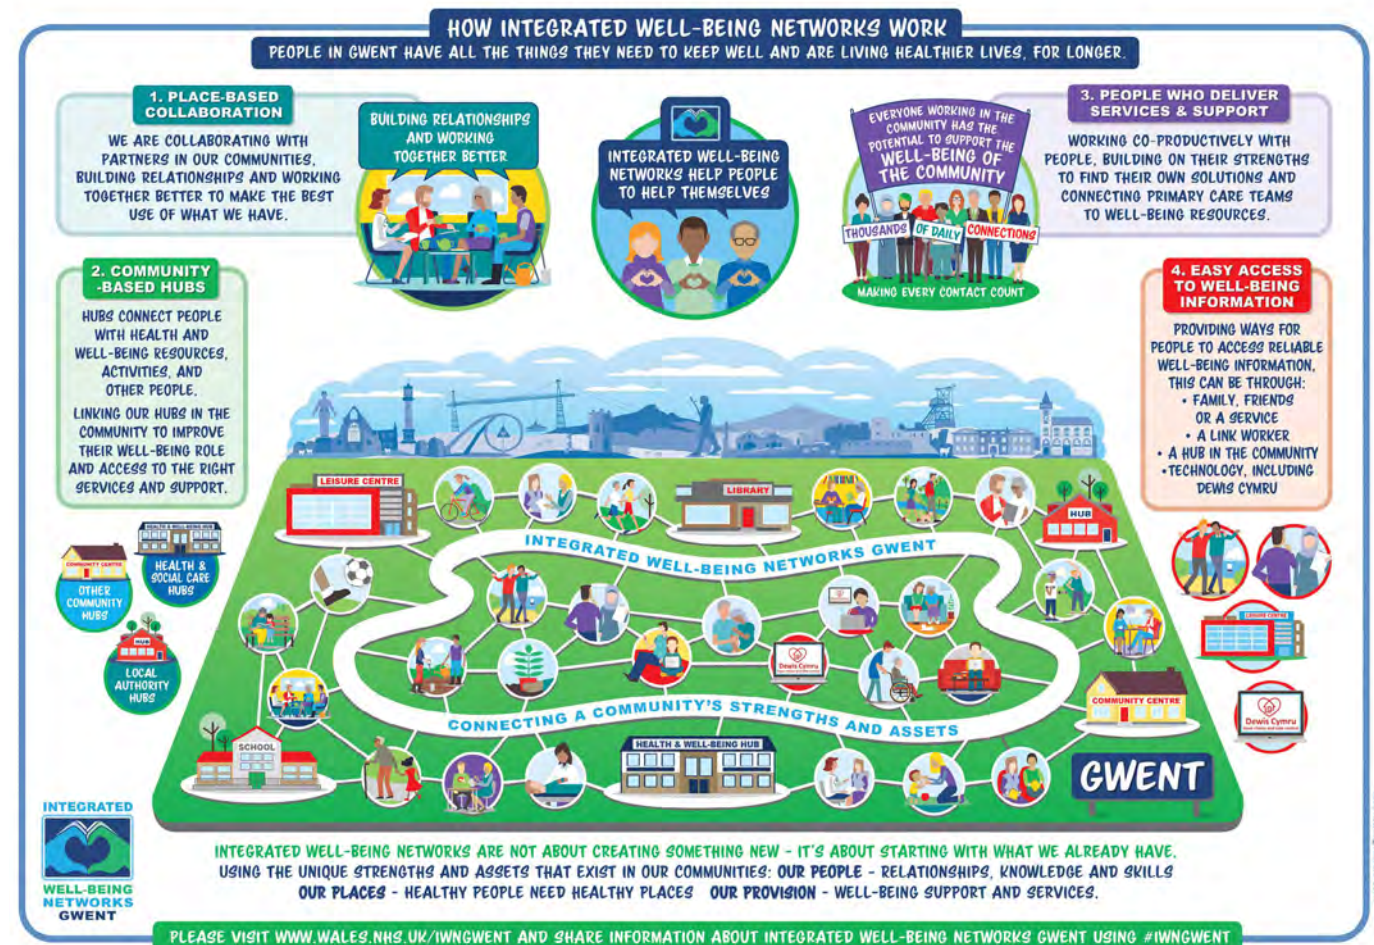 HOW INTEGRATED WELL-BEING NETWORKS WORK
PEOPLE IN GWENT HAVE ALL THE THINGS THEY NEED TO KEEP WELL AND ARE LIVING HEALTHIER LIVES, FOR LONGER.
1. PLACE-BASED
COLLABORATION
WE ARE COLLABORATING WITH
PARTNERS IN OUR COMMUNITIES,
BUILDING RELATIONSHIPS AND WORKING
TOGETHER BETTER TO MAKE THE BEST
USE OF WHAT WE HAVE.
BUILDING RELATIONSHIPS
AND WORKING
TOGETHER BETTER
INTEGRATED WELL-BEING
NETWORKS HELP PEOPLE
TO HELP THEMSELVES
EVERYONE WORKING IN THE
COMMUNITY HAS THE
POTENTIAL TO SUPPORT THE
WELL-BEING OF
THE COMMUNITY
THOUSANDS
OF DAILY
CONNECTIONS
MAKING EVERY CONTACT COUNT
3. PEOPLE WHO DELIVER
SERVICES & SUPPORT
WORKING CO-PRODUCTIVELY WITH
PEOPLE, BUILDING ON THEIR STRENGTHS
TO FIND THEIR OWN SOLUTIONS AND
CONNECTING PRIMARY CARE TEAMS
TO WELL-BEING RESOURCES.
2. COMMUNITY
-BASED HUBS
HUBS CONNECT PEOPLE
WITH HEALTH AND
WELL-BEING RESOURCES,
ACTIVITIES, AND
OTHER PEOPLE.
LINKING OUR HUBS IN THE
COMMUNITY TO IMPROVE
THEIR WELL-BEING ROLE
AND ACCESS TO THE RIGHT
SERVICES AND SUPPORT.
HEALTH & WELL-BEING HUB
HEALTH &
SOCIAL CARE
HUBS
COMMUNITY CENTRE
OTHER
COMMUNITY
HUBS
HUB
LOCAL
AUTHORITY
HUBS
4. EASY ACCESS
TO WELL-BEING
INFORMATION
PROVIDING WAYS FOR
PEOPLE TO ACCESS RELIABLE
WELL-BEING INFORMATION,
THIS CAN BE THROUGH:
• FAMILY, FRIENDS
OR A SERVICE
• A LINK WORKER
• A HUB IN THE COMMUNITY
•TECHNOLOGY, INCLUDING
DEWIS CYMRU
LEISURE CENTRE
Dewis Cymru
LEISURE CENTRE
LIBRARY
HUB
INTEGRATED WELL-BEING NETWORKS GWENT
Dewis Cymru
CONNECTING A COMMUNITY'S STRENGTHS AND ASSETS
COMMUNITY CENTRE
SCHOOL
HEALTH & WELL-BEING HUB
GWENT
INTEGRATED
WELL-BEING
NETWORKS
GWENT
INTEGRATED WELL-BEING NETWORKS ARE NOT ABOUT CREATING SOMETHING NEW - IT'S ABOUT STARTING WITH WHAT WE ALREADY HAVE,
USING THE UNIQUE STRENGTHS AND ASSETS THAT EXIST IN OUR COMMUNITIES: OUR PEOPLE - RELATIONSHIPS, KNOWLEDGE AND SKILLS
OUR PLACES - HEALTHY PEOPLE NEED HEALTHY PLACES OUR PROVISION - WELL-BEING SUPPORT AND SERVICES.
PLEASE VISIT WWW.WALES.NHS.UK/IWNGWENT AND SHARE INFORMATION ABOUT INTEGRATED WELL-BEING NETWORKS GWENT USING #IWNGWENT